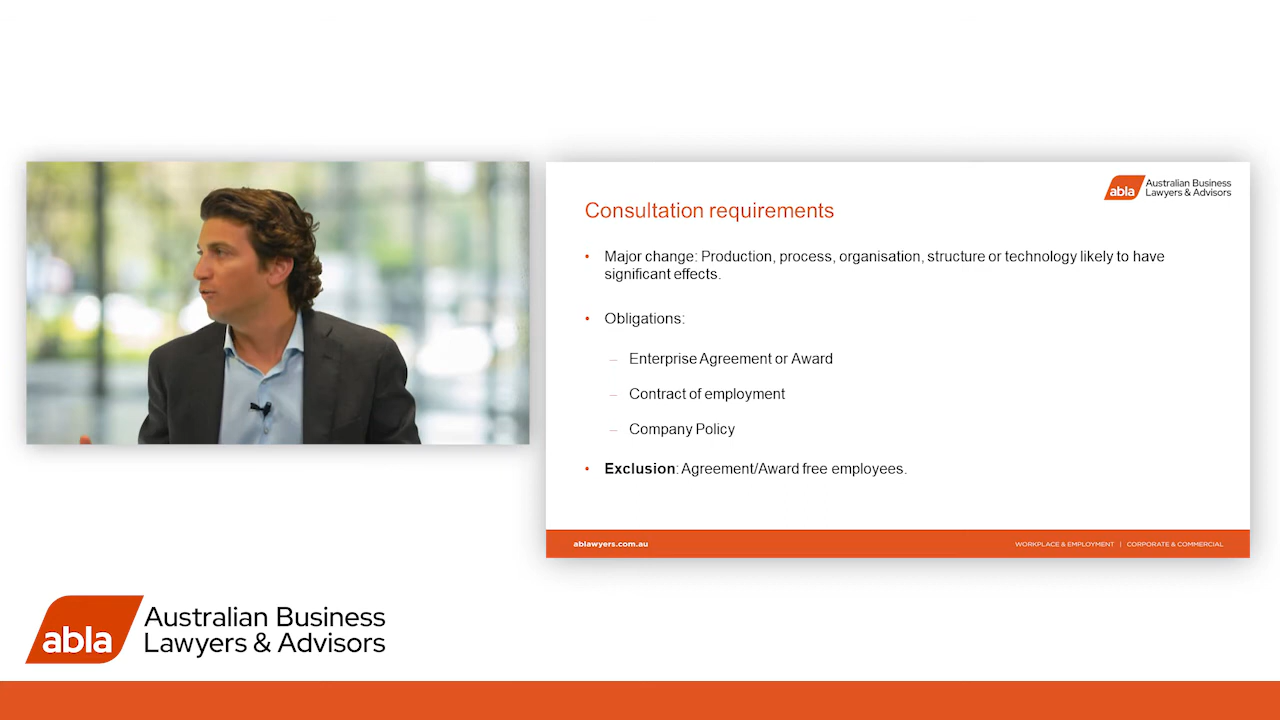 abla
Australian Business
Lawyers & Advisors
Consultation requirements
• Major change: Production, process, organisation, structure or technology likely to have
significant effects.
• Obligations:
– Enterprise Agreement or Award
– Contract of employment
– Company Policy
• Exclusion: Agreement/Award free employees.
ablawyers.com.au
WORKPLACE & EMPLOYMENT | CORPORATE & COMMERCIAL
abla
Australian Business
Lawyers & Advisors